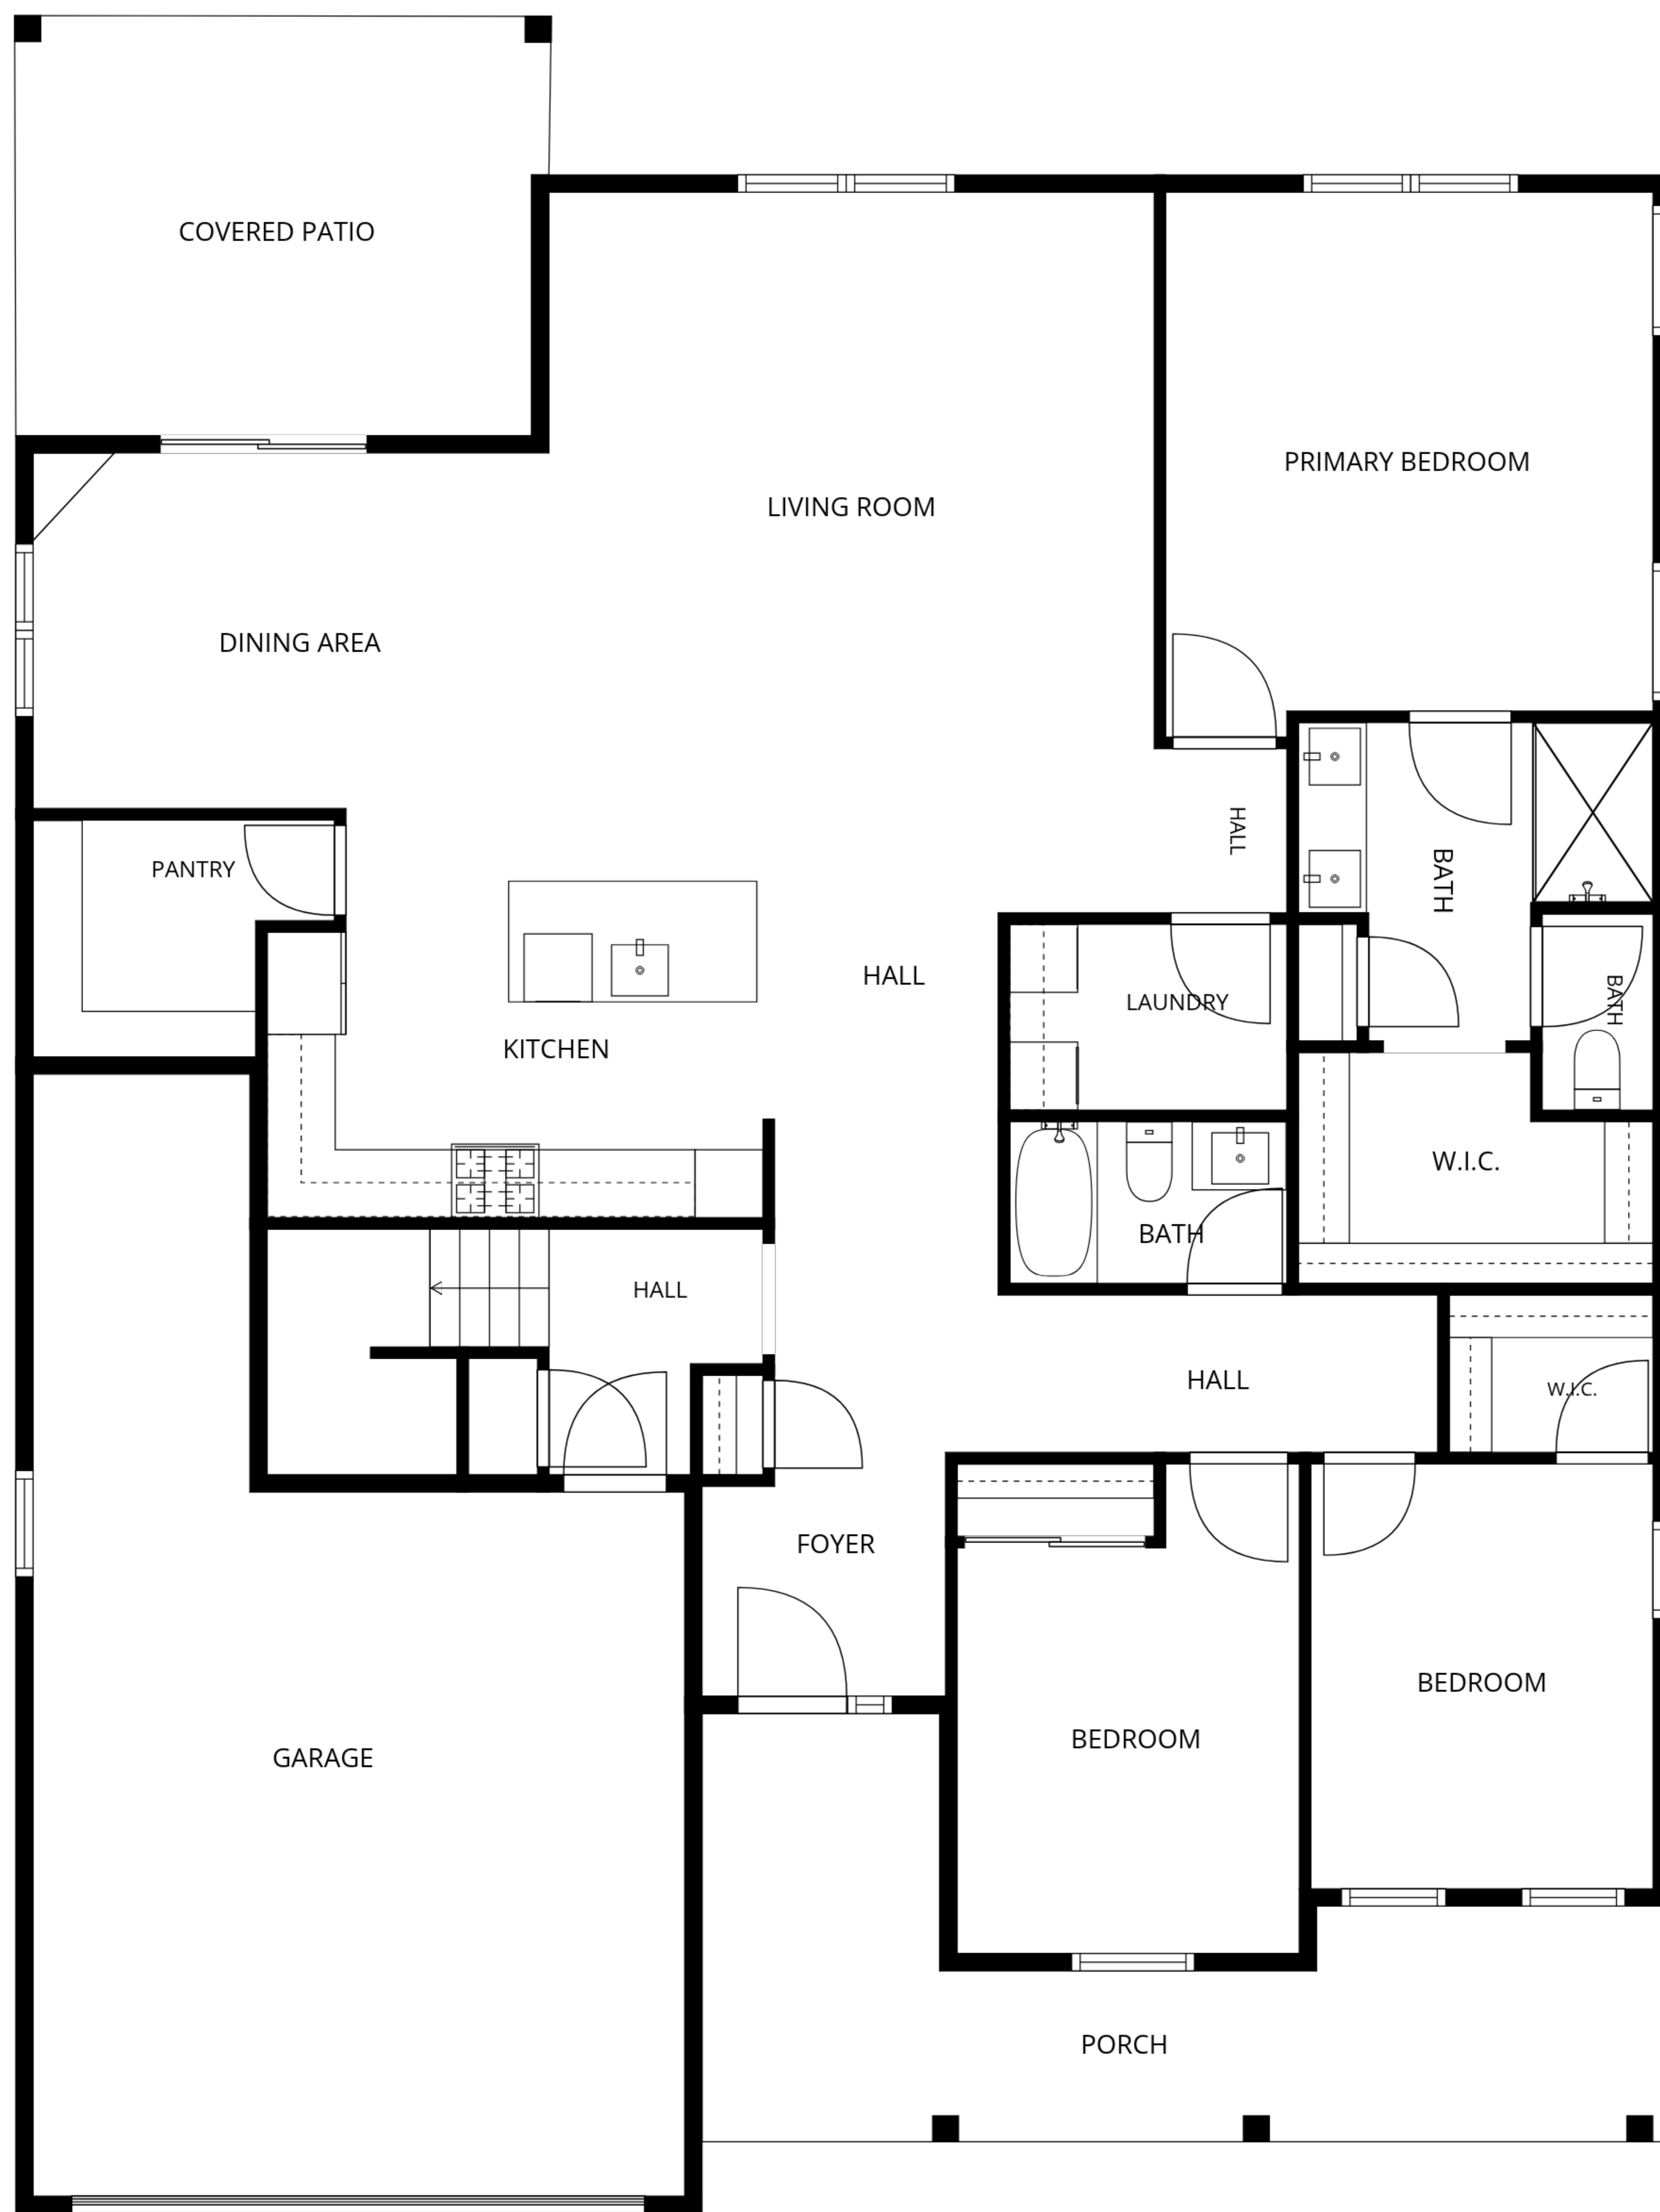 COVERED PATIO
PRIMARY BEDROOM
LIVING ROOM
DINING AREA
HALL
PANTRY
BATH
HALL
LAUNDRY
BATH
KITCHEN
W.I.C.
BATH
HALL
HALL
W.I.C.
FOYER
BEDROOM
BEDROOM
GARAGE
PORCH